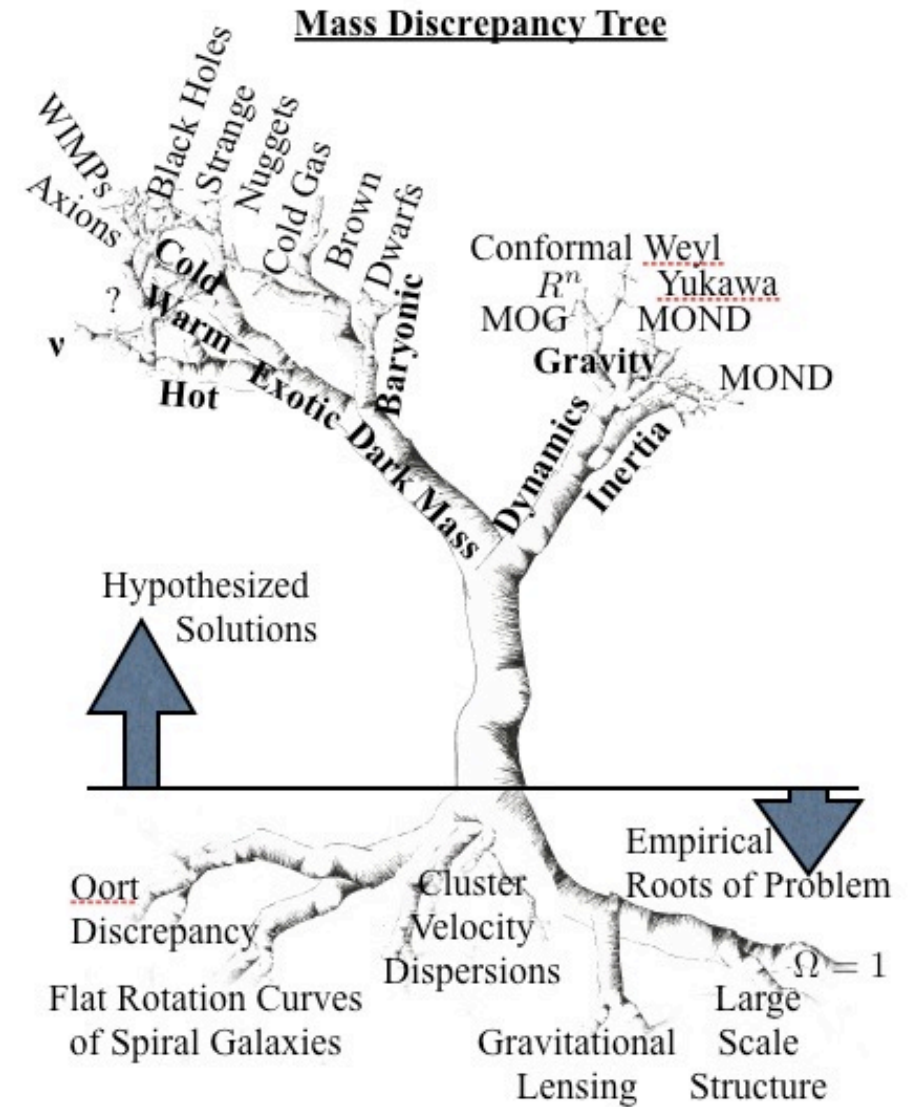 Mass Discrepancy Tree
WIMPs
Axions
Black Holes
Strange
Nuggets
Cold Gas
Brown
Dwarfs
Cold
?
Warm
ν
Hot
Exotic
Baryonic
Dark Mass
Conformal Weyl
Rⁿ
Yukawa
MOG
MOND
Gravity
MOND
Dynamics
Inertia
Hypothesized
Solutions
Empirical
Roots of Problem
Oort
Discrepancy
Flat Rotation Curves
of Spiral Galaxies
Cluster
Velocity
Dispersions
Gravitational
Lensing
Ω = 1
Large
Scale
Structure